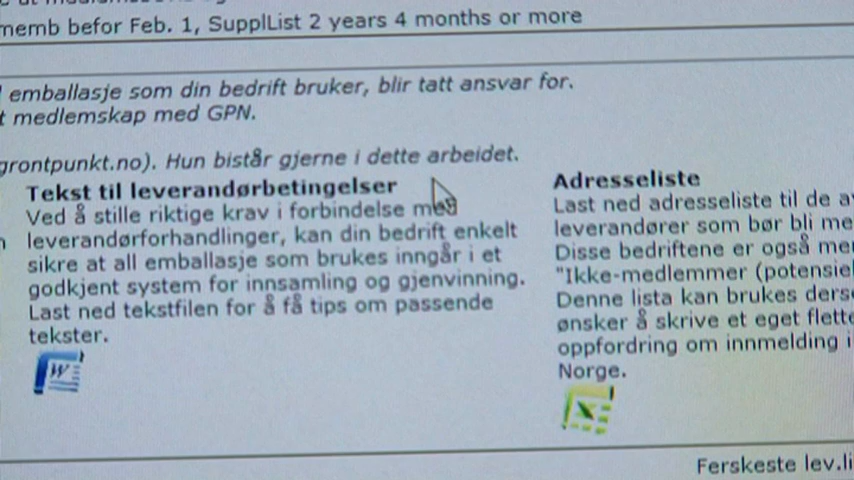 memb befor Feb. 1, SupplList 2 years 4 months or more
emballasje som din bedrift bruker, blir tatt ansvar for.
t medlemskap med GPN.
grontpunkt.no). Hun bistår gjerne i dette arbeidet.
Tekst til leverandørbetingelser
Ved å stille riktige krav i forbindelse med
leverandørforhandlinger, kan din bedrift enkelt
sikre at all emballasje som brukes inngår i et
godkjent system for innsamling og gjenvinning.
Last ned tekstfilen for å få tips om passende
tekster.
W
Adresseliste
Last ned adresseliste til de av
leverandører som bør bli me
Disse bedriftene er også mer
"Ikke-medlemmer (potensiel
Denne lista kan brukes derso
ønsker å skrive et eget flette
oppfordring om innmelding i
Norge.
X
Ferskeste lev.li